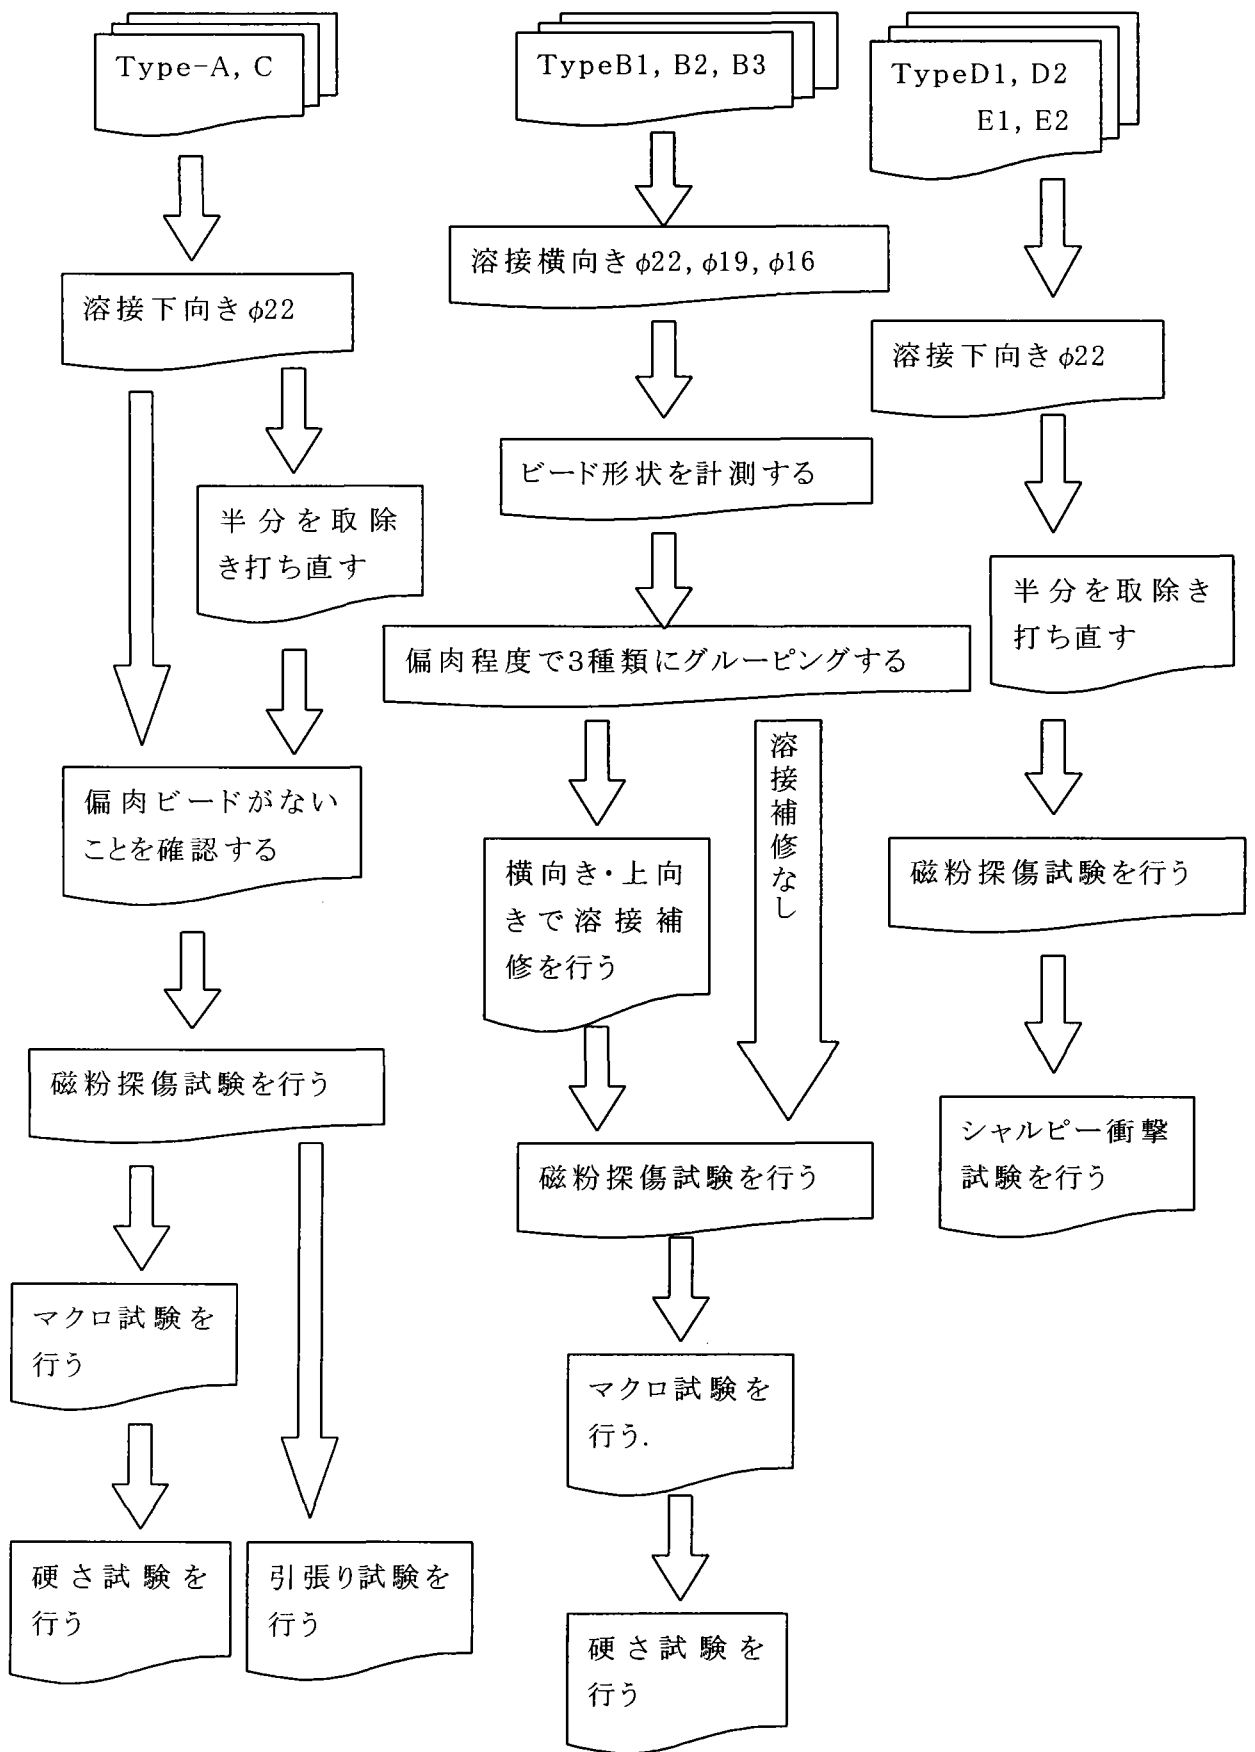 Type-A, C
溶接下向きφ22
半分を取除
き打ち直す
偏肉ビードがない
ことを確認する
磁粉探傷試験を行う
マクロ試験を
行う
硬さ試験を
行う
引張り試験を
行う
TypeB1, B2, B3
溶接横向きφ22, φ19, φ16
ビード形状を計測する
偏肉程度で3種類にグルーピングする
横向き・上向
きで溶接補
修を行う
溶接補修なし
磁粉探傷試験を行う
マクロ試験を
行う.
硬さ試験を
行う
TypeD1, D2
E1, E2
溶接下向きφ22
半分を取除き
打ち直す
磁粉探傷試験を行う
シャルピー衝撃
試験を行う